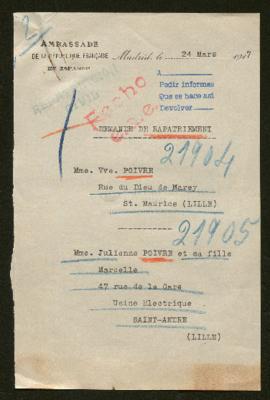 AMBASSADE
DE LA RÉPUBLIQUE FRANÇAISE
EN ESPAGNE
Madrid, le 24 Mars 1917
A
Pedir informes
Que se hace así
Devolver
Fecho
DEMANDE DE RAPATRIEMENT
21904
Mme. Vve. POIVRE
Rue du Dieu de Marcy
St. Maurice (LILLE)
21905
Mme. Julienne POIVRE et sa fille
Marcelle
47 rue de la Gare
Usine Electrique
SAINT-ANDRE
(LILLE)